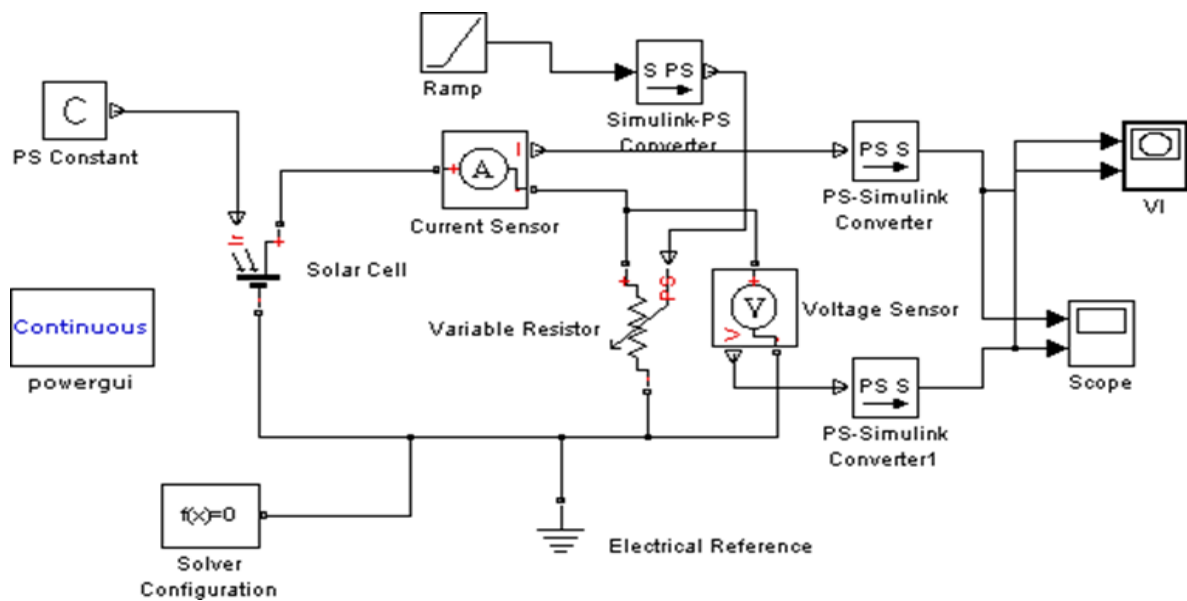 Ramp
S PS
Simulink-PS
Converter
C
PS Constant
Ir
+
+
A
I
-
Current Sensor
PS S
PS-Simulink
Converter
VI
Solar Cell
-
Continuous
powergui
Variable Resistor
+
PS
-
+
V
V
-
Voltage Sensor
PS S
PS-Simulink
Converter1
Scope
f(x)=0
Solver
Configuration
Electrical Reference